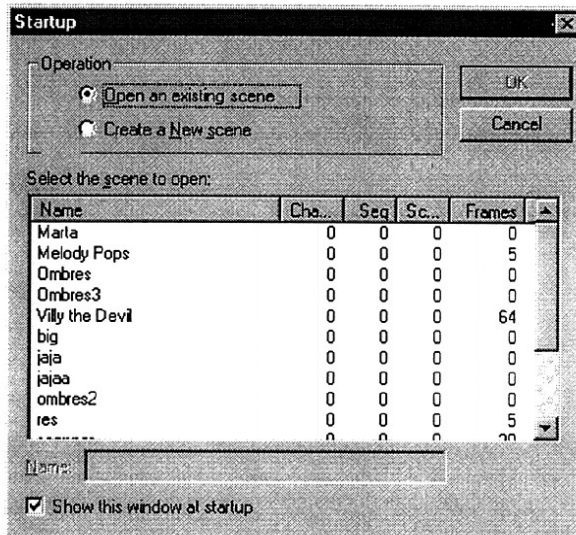 Startup
Operation
Open an existing scene
Create a New scene
OK
Cancel
Select the scene to open:
Name Cha... Seq Sc... Frames
Marta 0 0 0 0
Melody Pops 0 0 0 5
Ombres 0 0 0 0
Ombres3 0 0 0 0
Villy the Devil 0 0 0 64
big 0 0 0 0
jaja 0 0 0 0
jajaa 0 0 0 0
ombres2 0 0 0 0
res 0 0 0 5
0 0 0 20
Name:
Show this window at startup